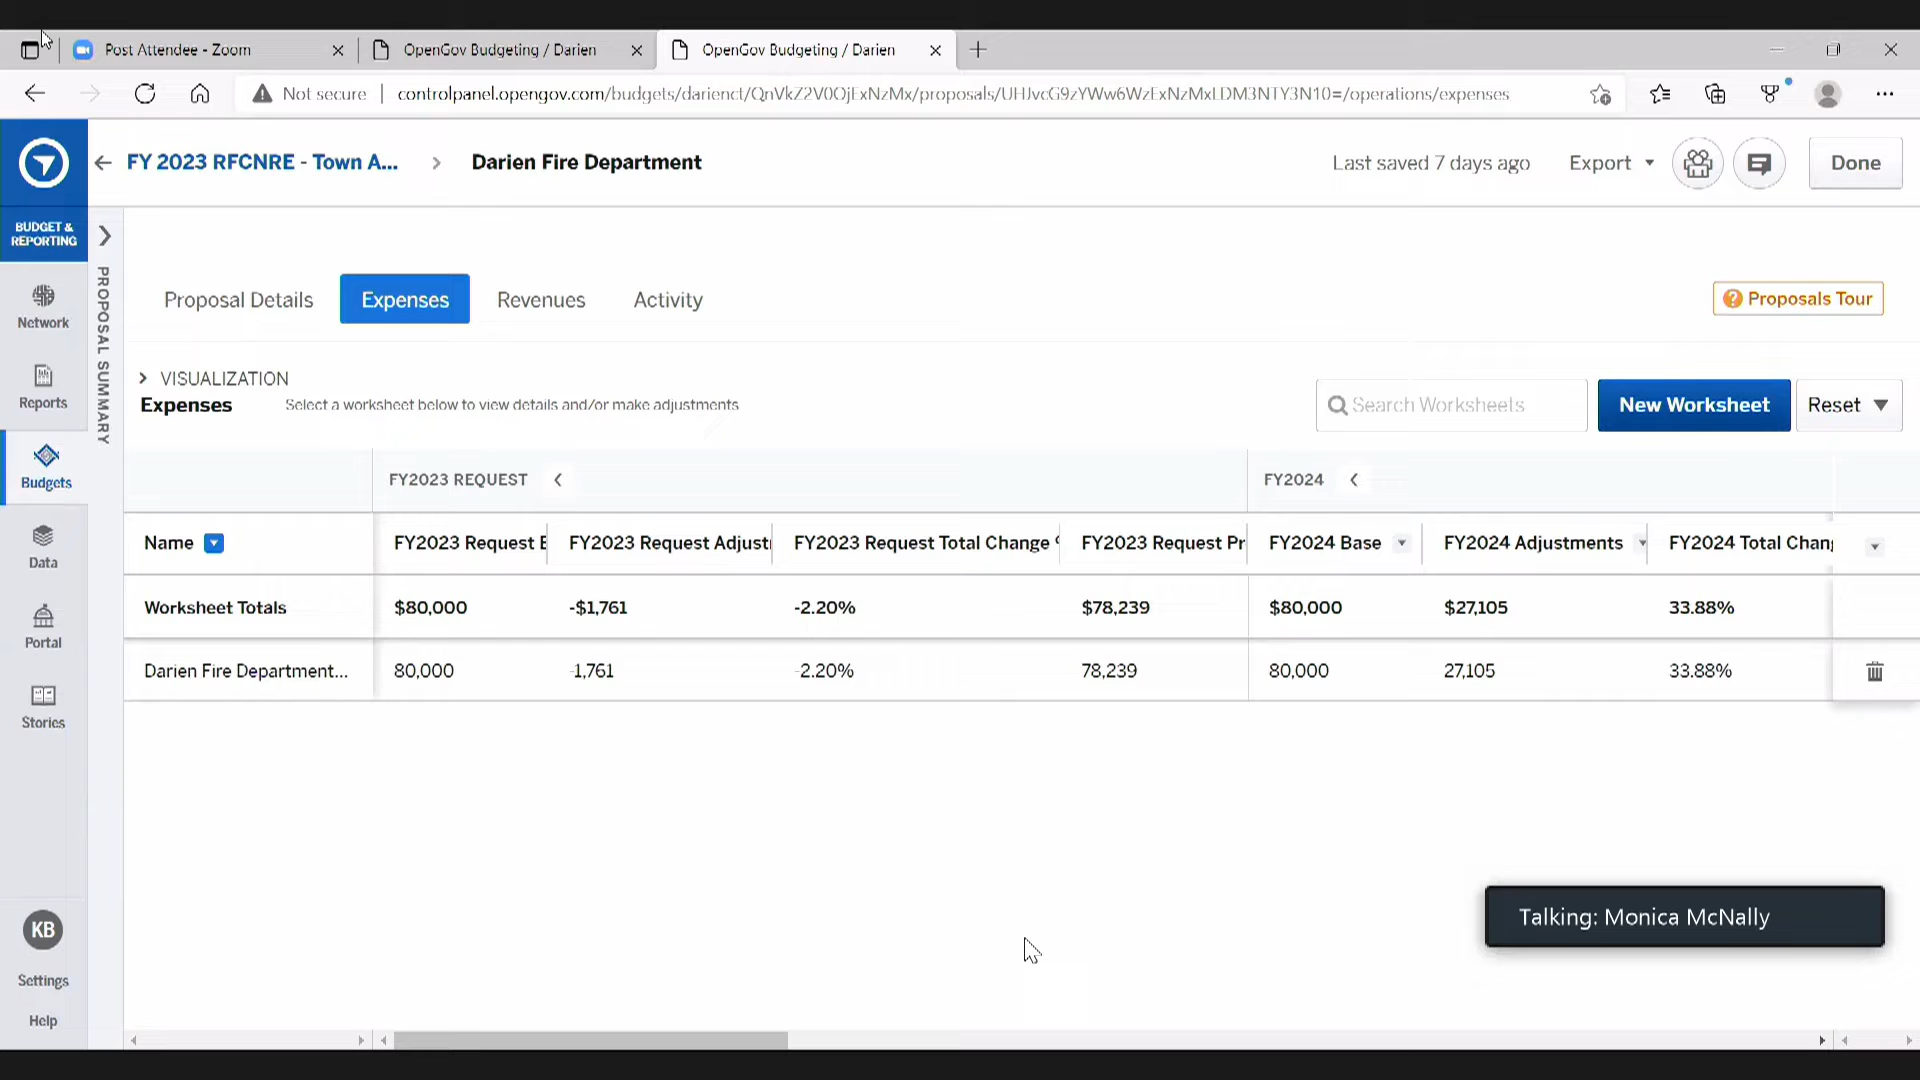 Post Attendee - Zoom
OpenGov Budgeting / Darien
OpenGov Budgeting / Darien
Not secure
controlpanel.opengov.com/budgets/darienct/QnVkZ2V0OjExNzMx/proposals/UHJvcG9zYWw6WzExNzMxLDM3NTY3N10=/operations/expenses
FY 2023 RFCNRE - Town A...
Darien Fire Department
Last saved 7 days ago
Export
Done
BUDGET &
REPORTING
Network
Reports
Budgets
Data
Portal
Stories
KB
Settings
Help
PROPOSAL SUMMARY
Proposal Details
Expenses
Revenues
Activity
Proposals Tour
VISUALIZATION
Expenses
Select a worksheet below to view details and/or make adjustments
Search Worksheets
New Worksheet
Reset
FY2023 REQUEST
FY2024
Name FY2023 Request FY2023 Request Adjust FY2023 Request Total Change FY2023 Request Pr FY2024 Base FY2024 Adjustments FY2024 Total Chang
Worksheet Totals $80,000 -$1,761 -2.20% $78,239 $80,000 $27,105 33.88%
Darien Fire Department... 80,000 -1,761 -2.20% 78,239 80,000 27,105 33.88%
Talking: Monica McNally